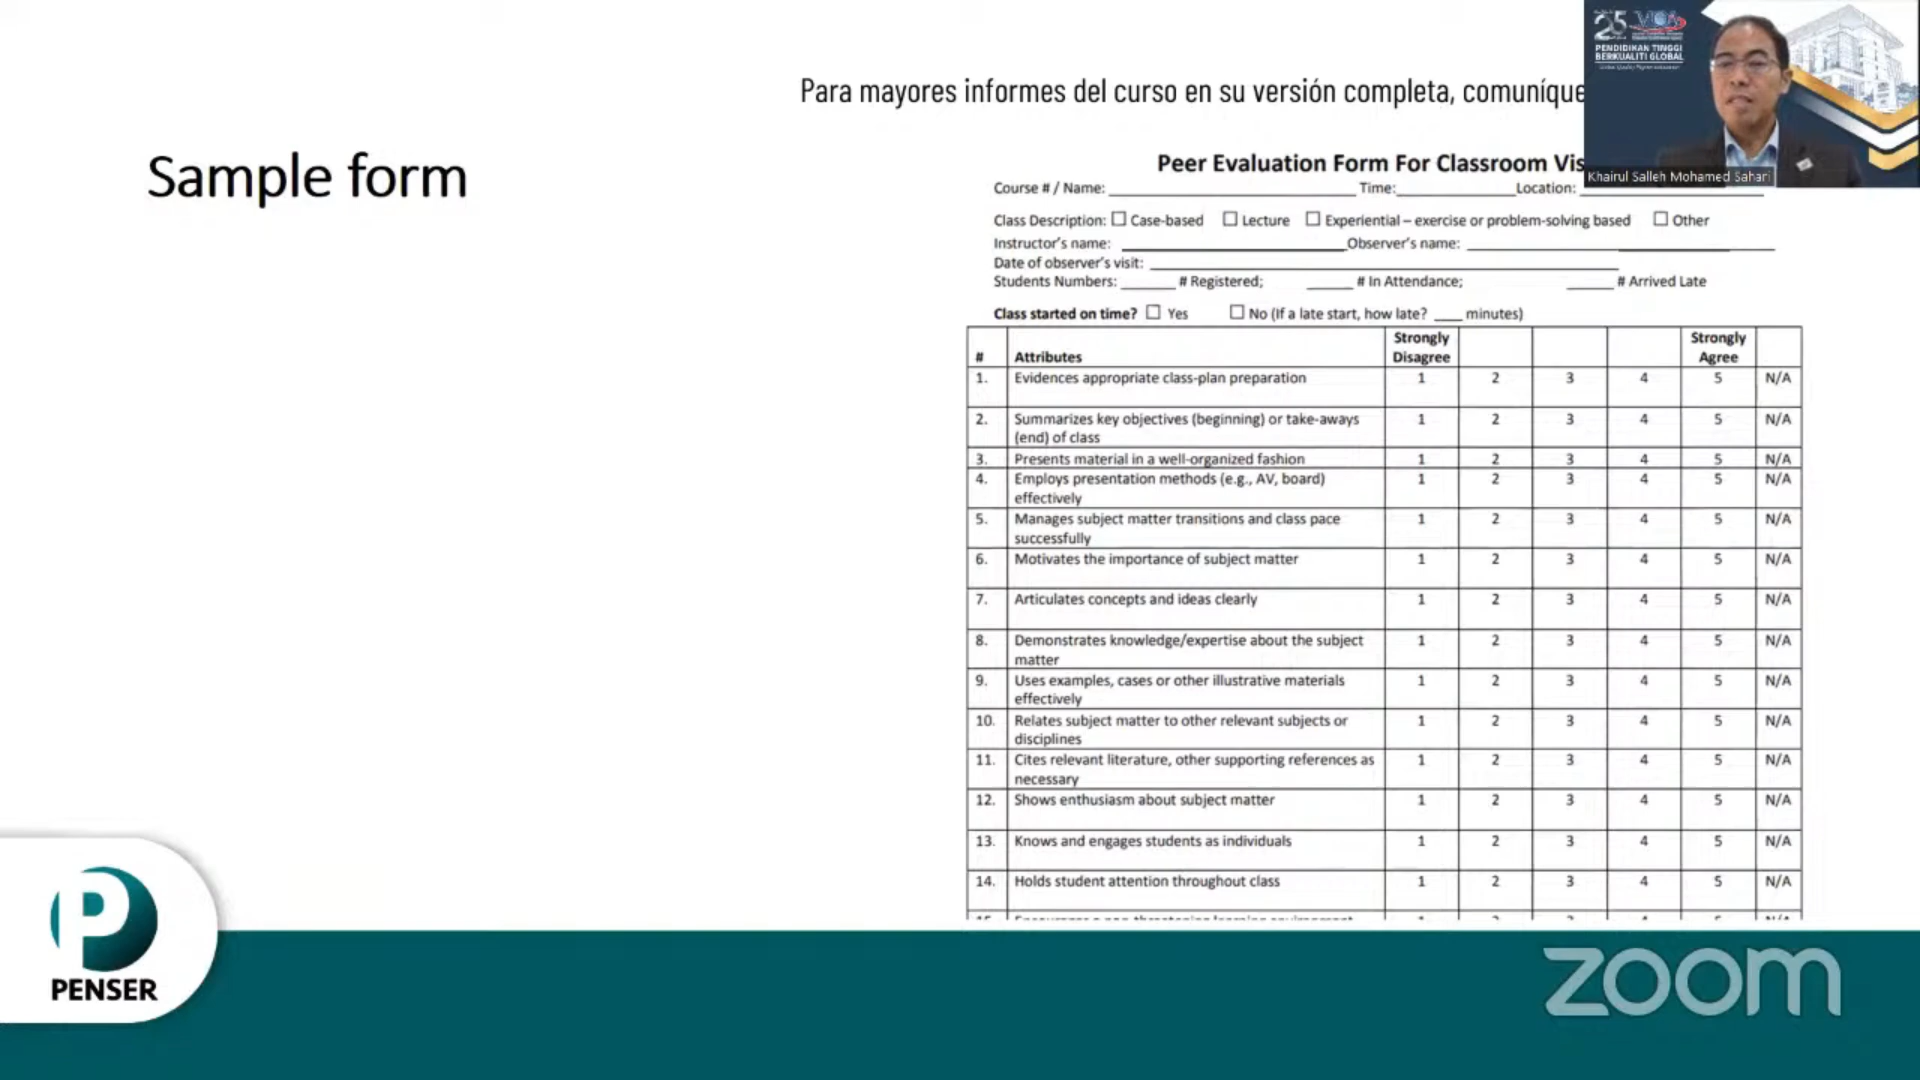 Para mayores informes del curso en su versión completa, comuníque
25
PENDIDIKAN TINGGI
BERKUALITI GLOBAL
Khairul Salleh Mohamed Sahari
Sample form
Peer Evaluation Form For Classroom Vis
Course # / Name: Time: Location:
Class Description: ☐ Case-based ☐ Lecture ☐ Experiential – exercise or problem-solving based ☐ Other
Instructor's name: Observer's name:
Date of observer's visit:
Students Numbers: # Registered; # In Attendance; # Arrived Late
Class started on time? ☐ Yes ☐ No (If a late start, how late? ____ minutes)
Strongly Strongly
# Attributes Disagree Agree
1. Evidences appropriate class-plan preparation 1 2 3 4 5 N/A
2. Summarizes key objectives (beginning) or take-aways 1 2 3 4 5 N/A
(end) of class
3. Presents material in a well-organized fashion 1 2 3 4 5 N/A
4. Employs presentation methods (e.g., AV, board) 1 2 3 4 5 N/A
effectively
5. Manages subject matter transitions and class pace 1 2 3 4 5 N/A
successfully
6. Motivates the importance of subject matter 1 2 3 4 5 N/A
7. Articulates concepts and ideas clearly 1 2 3 4 5 N/A
8. Demonstrates knowledge/expertise about the subject 1 2 3 4 5 N/A
matter
9. Uses examples, cases or other illustrative materials 1 2 3 4 5 N/A
effectively
10. Relates subject matter to other relevant subjects or 1 2 3 4 5 N/A
disciplines
11. Cites relevant literature, other supporting references as 1 2 3 4 5 N/A
necessary
12. Shows enthusiasm about subject matter 1 2 3 4 5 N/A
13. Knows and engages students as individuals 1 2 3 4 5 N/A
14. Holds student attention throughout class 1 2 3 4 5 N/A
PENSER
zoom